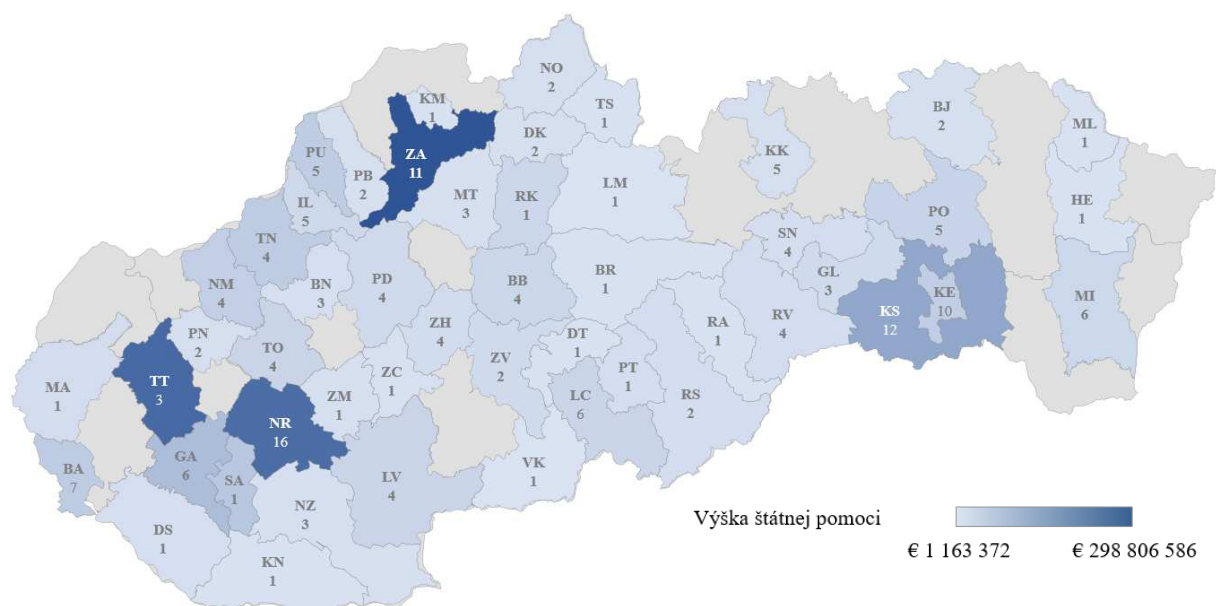 NO
2
KM
1
TS
1
BJ
2
ML
1
DK
2
ZA
11
PU
5
KK
5
PB
2
MT
3
RK
1
LM
1
IL
5
HE
1
PO
5
TN
4
SN
4
NM
4
BN
3
PD
4
BB
4
BR
1
GL
3
KS
12
KE
10
MI
6
PN
2
TO
4
ZH
4
ZV
2
DT
1
RA
1
RV
4
MA
1
TT
3
ZM
1
ZC
1
PT
1
LC
6
RS
2
NR
16
BA
7
GA
6
SA
1
LV
4
VK
1
NZ
3
DS
1
KN
1
Výška štátnej pomoci
€ 1 163 372 € 298 806 586